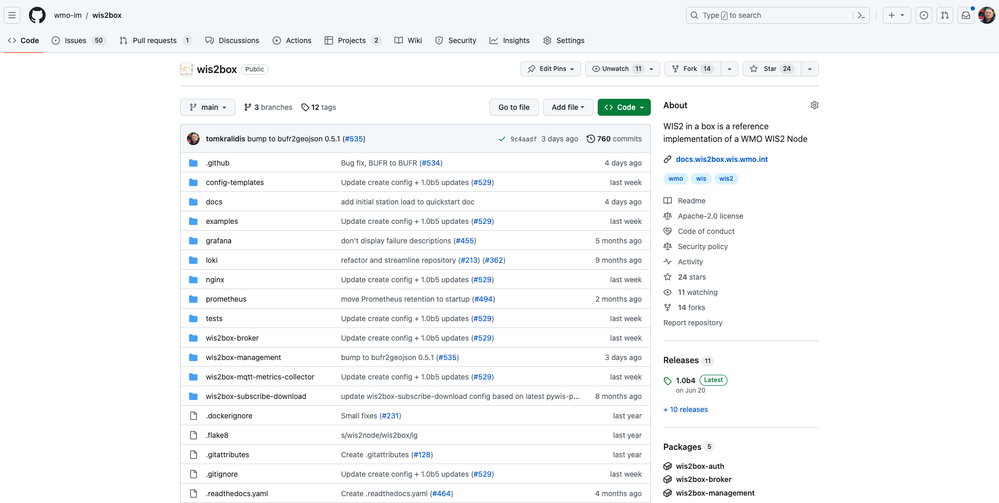 wmo-im / wis2box
Type / to search
Code
Issues 50
Pull requests 1
Discussions
Actions
Projects 2
Wiki
Security
Insights
Settings
wis2box Public
Edit Pins
Unwatch 11
Fork 14
Star 24
main
3 branches
12 tags
Go to file
Add file
Code
tomkralidis bump to bufr2geojson 0.5.1 (#535)
9c4aadf 3 days ago
760 commits
.github Bug fix, BUFR to BUFR (#534) 4 days ago
config-templates Update create config + 1.0b5 updates (#529) last week
docs add initial station load to quickstart doc 4 days ago
examples Update create config + 1.0b5 updates (#529) last week
grafana don't display failure descriptions (#455) 5 months ago
loki refactor and streamline repository (#213) (#362) 9 months ago
nginx Update create config + 1.0b5 updates (#529) last week
prometheus move Prometheus retention to startup (#494) 2 months ago
tests Update create config + 1.0b5 updates (#529) last week
wis2box-broker Update create config + 1.0b5 updates (#529) last week
wis2box-management bump to bufr2geojson 0.5.1 (#535) 3 days ago
wis2box-mqtt-metrics-collector Update create config + 1.0b5 updates (#529) last week
wis2box-subscribe-download update wis2box-subscribe-download config based on latest pywis-p... 8 months ago
.dockerignore Small fixes (#231) last year
.flake8 s/wis2node/wis2box/ig last year
.gitattributes Create .gitattributes (#128) last year
.gitignore Update create config + 1.0b5 updates (#529) last week
.readthedocs.yaml Create .readthedocs.yaml (#464) 4 months ago
About
WIS2 in a box is a reference
implementation of a WMO WIS2 Node
docs.wis2box.wis.wmo.int
wmo wis wis2
Readme
Apache-2.0 license
Code of conduct
Security policy
Activity
24 stars
11 watching
14 forks
Report repository
Releases 11
1.0b4 Latest
on Jun 20
+ 10 releases
Packages 5
wis2box-auth
wis2box-broker
wis2box-management